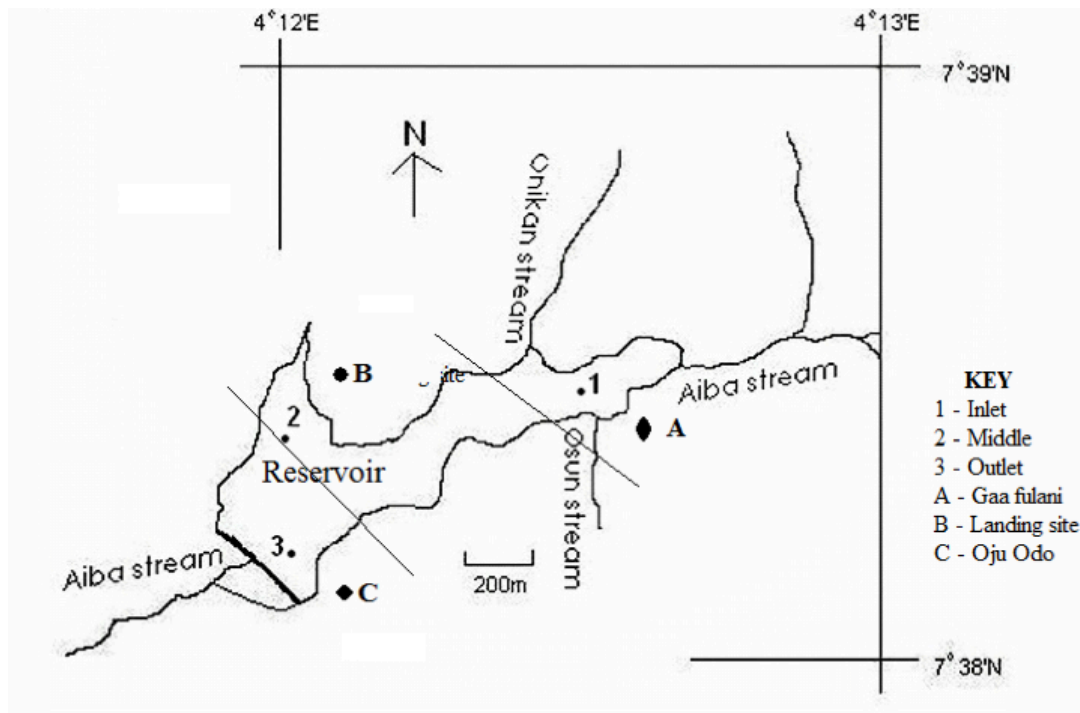 4°12'E
4°13'E
7°39'N
N
Onikan stream
B
1
Aiba stream
A
2
Osun stream
Reservoir
3
Aiba stream
200m
C
7°38'N
KEY
1 - Inlet
2 - Middle
3 - Outlet
A - Gaa fulani
B - Landing site
C - Oju Odo